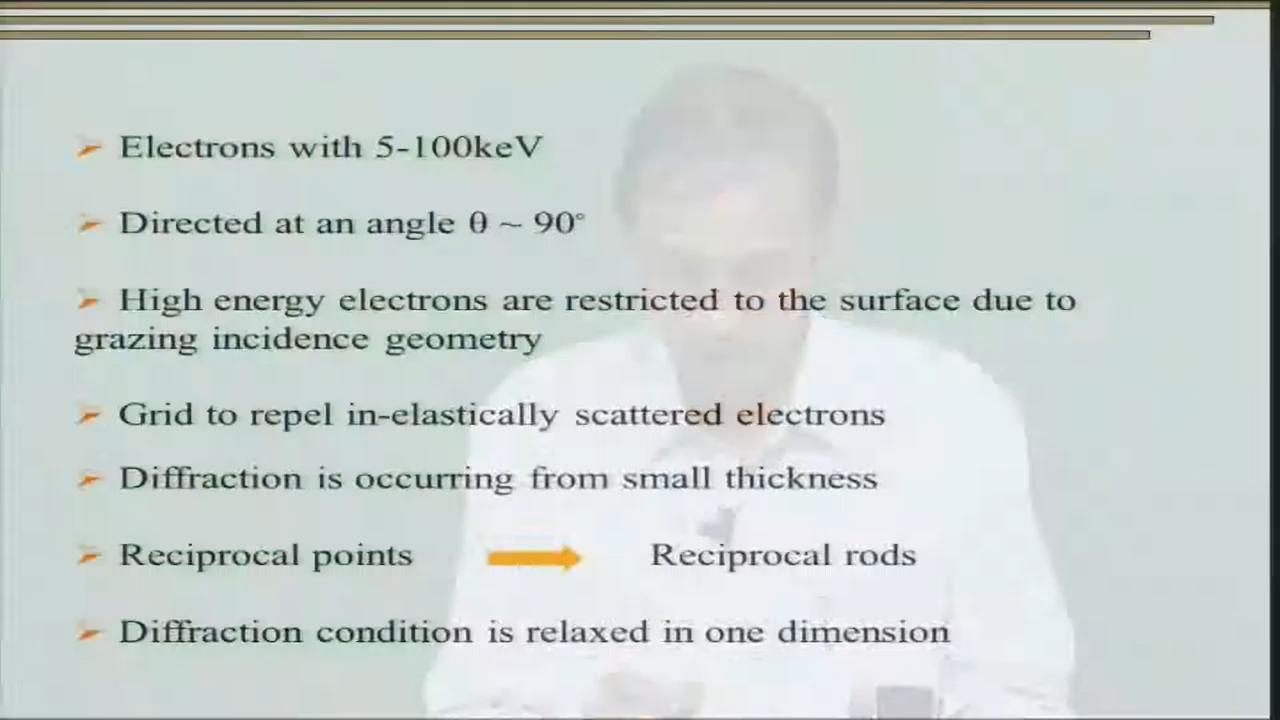 Electrons with 5-100keV
Directed at an angle θ ~ 90°
High energy electrons are restricted to the surface due to
grazing incidence geometry
Grid to repel in-elastically scattered electrons
Diffraction is occurring from small thickness
Reciprocal points Reciprocal rods
Diffraction condition is relaxed in one dimension